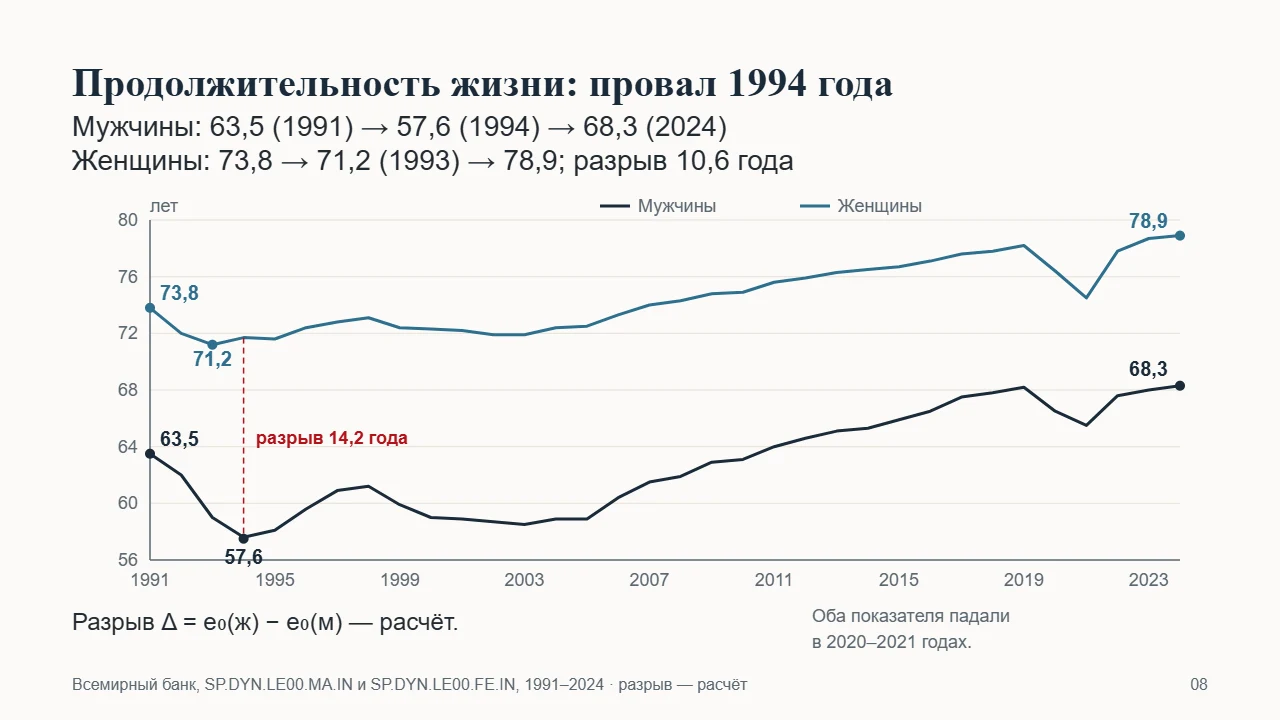 Продолжительность жизни: провал 1994 года
Мужчины: 63,5 (1991) → 57,6 (1994) → 68,3 (2024)
Женщины: 73,8 → 71,2 (1993) → 78,9; разрыв 10,6 года
лет
Мужчины
Женщины
80
76
72
68
64
60
56
78,9
73,8
71,2
68,3
63,5
разрыв 14,2 года
57,6
1991
1995
1999
2003
2007
2011
2015
2019
2023
Разрыв Δ = e₀(ж) − e₀(м) — расчёт.
Оба показателя падали
в 2020–2021 годах.
Всемирный банк, SP.DYN.LE00.MA.IN и SP.DYN.LE00.FE.IN, 1991–2024 · разрыв — расчёт
08